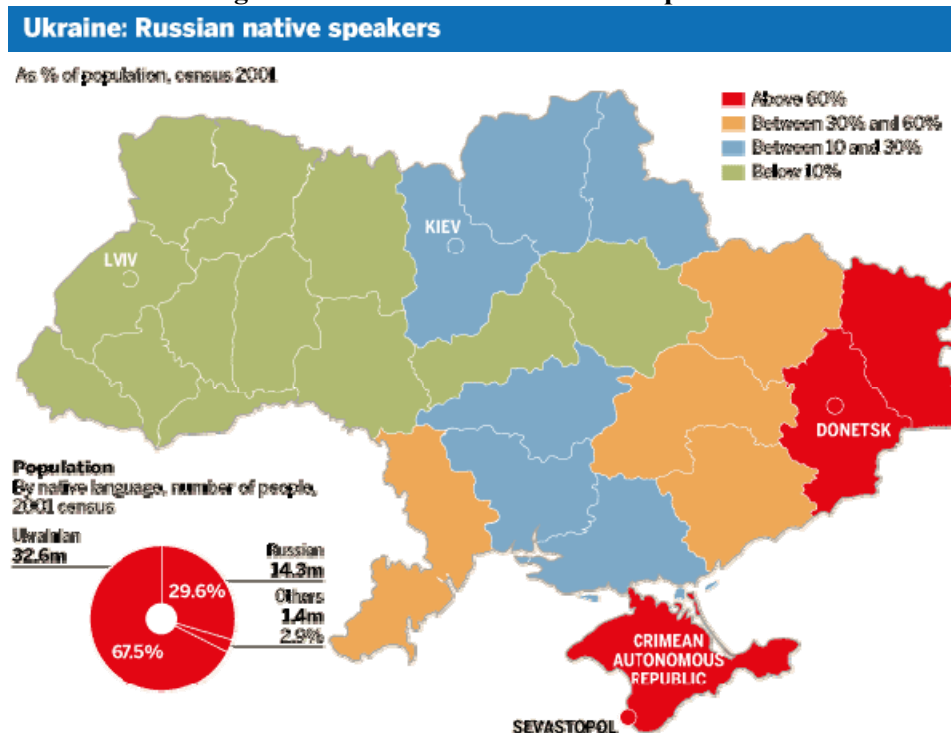 Ukraine: Russian native speakers
As % of population, census 2001
Above 60%
Between 30% and 60%
Between 10 and 30%
Below 10%
KIEV
LVIV
DONETSK
Population
By native language, number of people,
2001 census
Ukrainian
32.6m
Russian
14.3m
Others
1.4m
2.9%
29.6%
67.5%
CRIMEAN
AUTONOMOUS
REPUBLIC
SEVASTOPOL